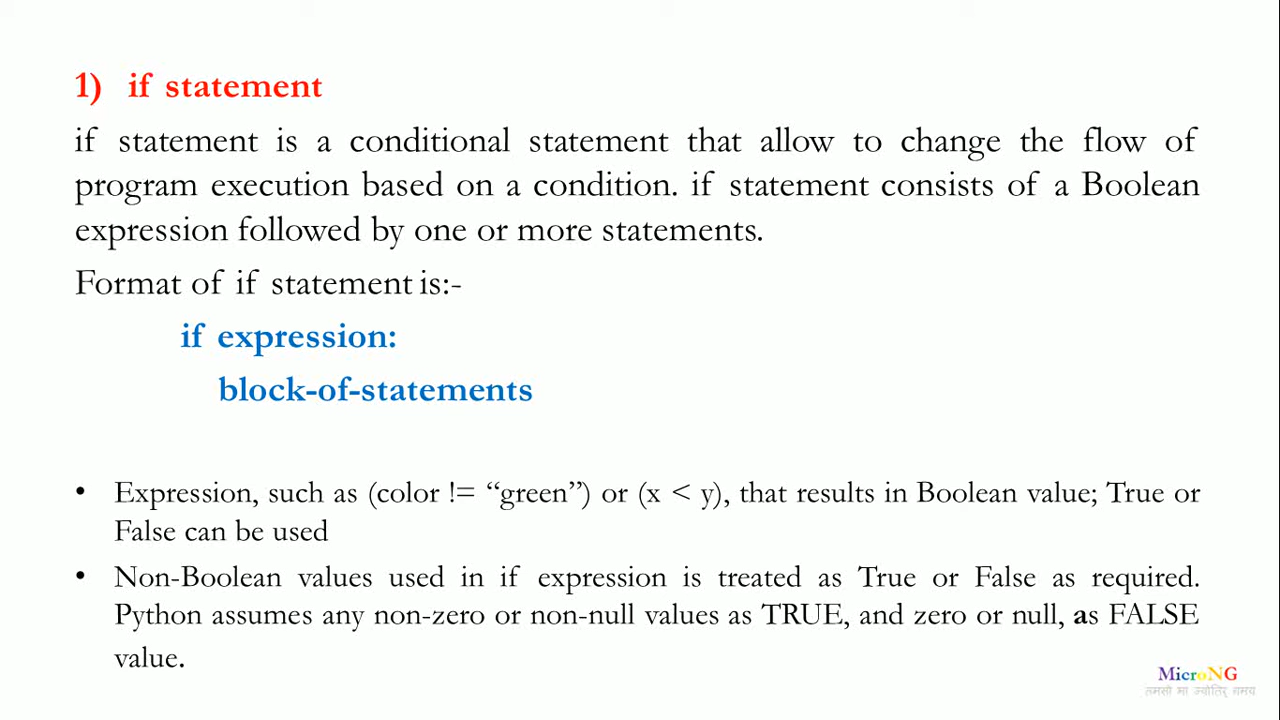 1) if statement
if statement is a conditional statement that allow to change the flow of
program execution based on a condition. if statement consists of a Boolean
expression followed by one or more statements.
Format of if statement is:-
if expression:
block-of-statements
• Expression, such as (color != “green”) or (x < y), that results in Boolean value; True or
False can be used
• Non-Boolean values used in if expression is treated as True or False as required.
Python assumes any non-zero or non-null values as TRUE, and zero or null, as FALSE
value.
MicroNG
तमसो मा ज्योतिर् गमय